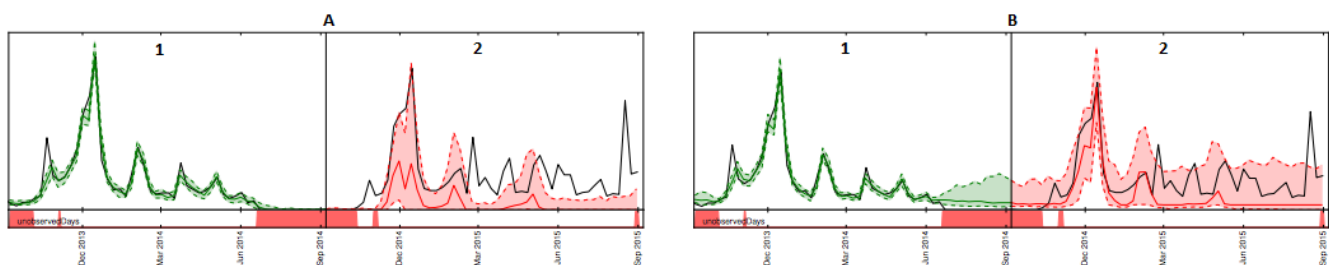 A
B
1
2
1
2
unobservedDays
unobservedDays
Dec 2013
Mar 2014
Jun 2014
Sep 2014
Dec 2014
Mar 2015
Jun 2015
Sep 2015
Dec 2013
Mar 2014
Jun 2014
Sep 2014
Dec 2014
Mar 2015
Jun 2015
Sep 2015